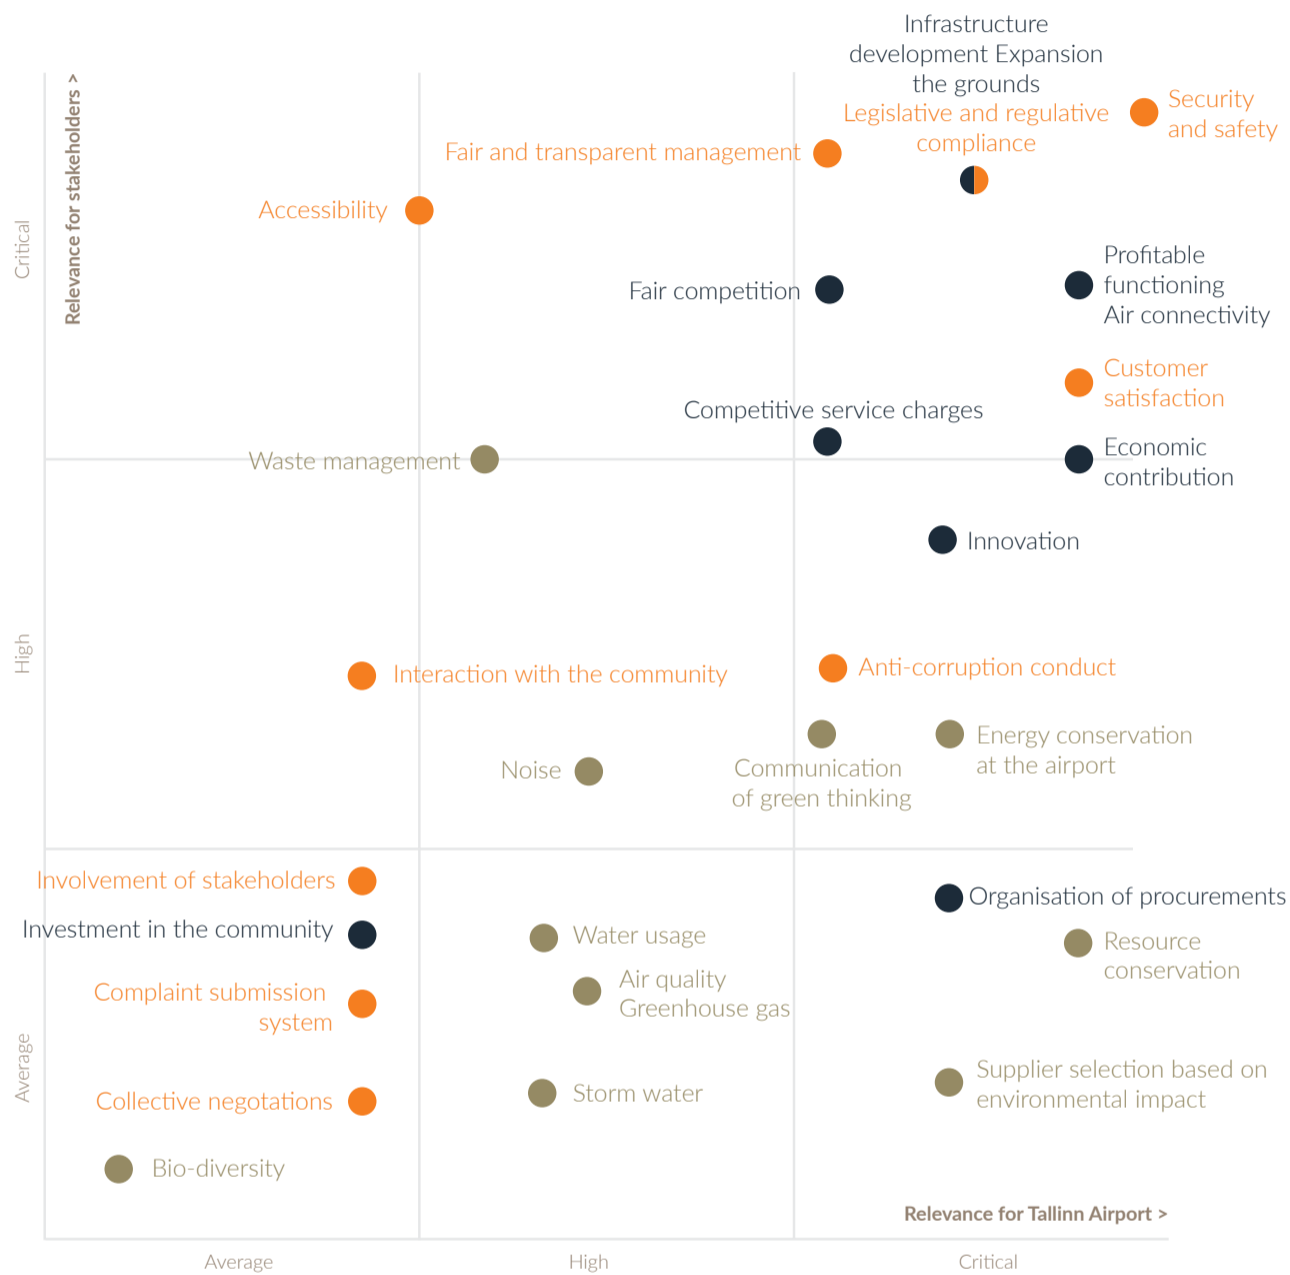 Infrastructure
development Expansion
the grounds
Legislative and regulative
compliance
Security
and safety
Fair and transparent management
Accessibility
Relevance for stakeholders >
Critical
Fair competition
Profitable
functioning
Air connectivity
Customer
satisfaction
Competitive service charges
Waste management
Economic
contribution
Innovation
High
Interaction with the community
Anti-corruption conduct
Energy conservation
at the airport
Noise
Communication
of green thinking
Involvement of stakeholders
Organisation of procurements
Investment in the community
Water usage
Resource
conservation
Air quality
Greenhouse gas
Complaint submission
system
Average
Storm water
Supplier selection based on
environmental impact
Collective negotations
Bio-diversity
Relevance for Tallinn Airport >
Average
High
Critical